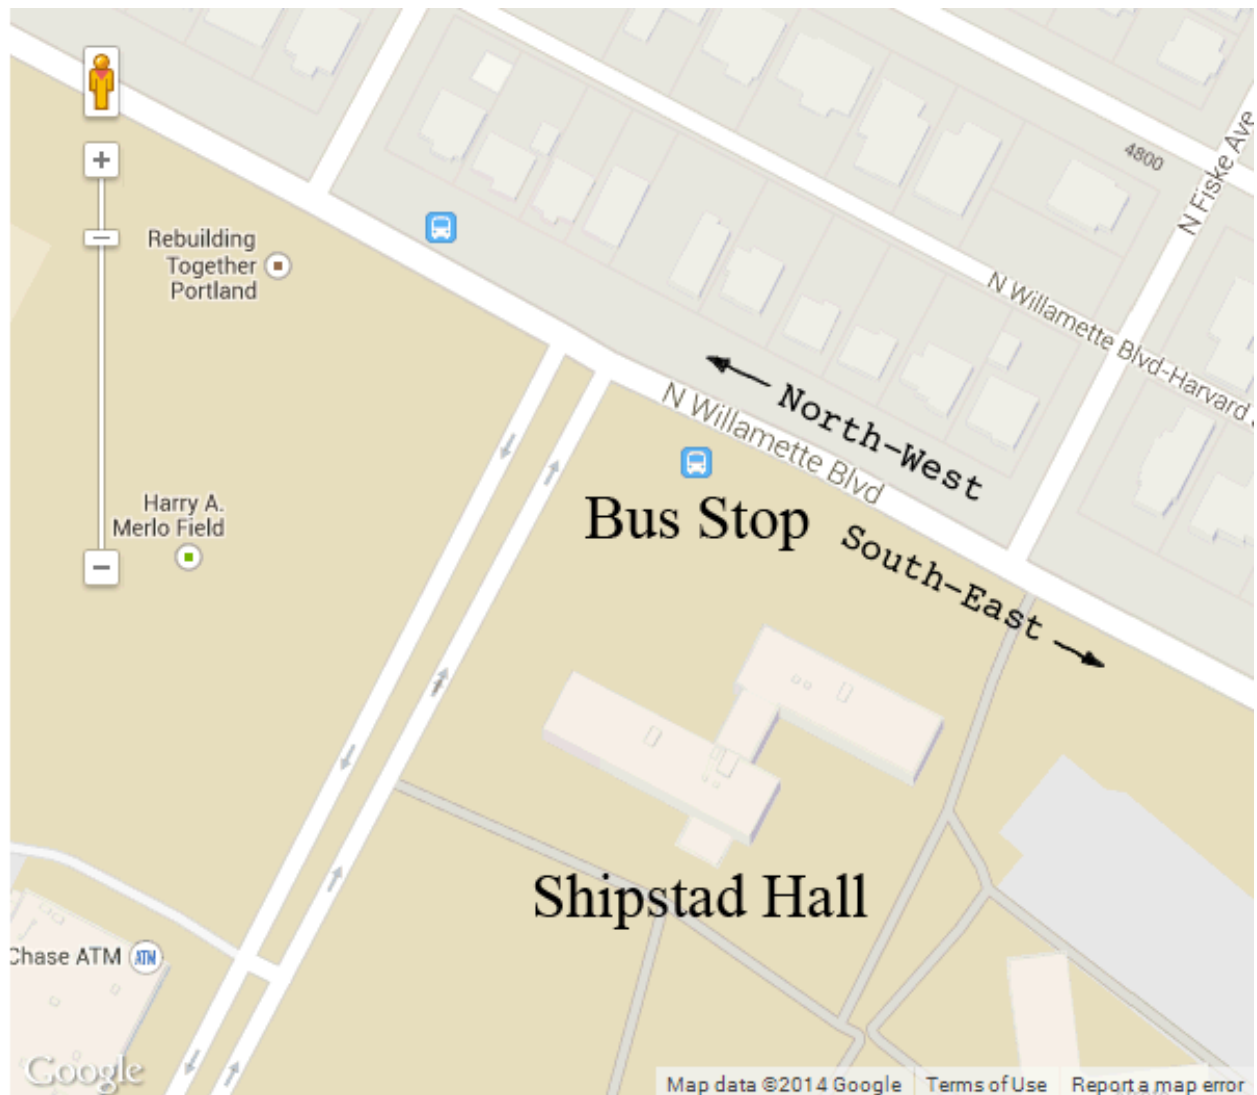 4800
N Fiske Ave
Rebuilding
Together
Portland
N Willamette Blvd-Harvard
North-West
N Willamette Blvd
Harry A.
Merlo Field
Bus Stop
South-East
Shipstad Hall
Chase ATM
ATM
Google
Map data ©2014 Google
Terms of Use
Report a map error